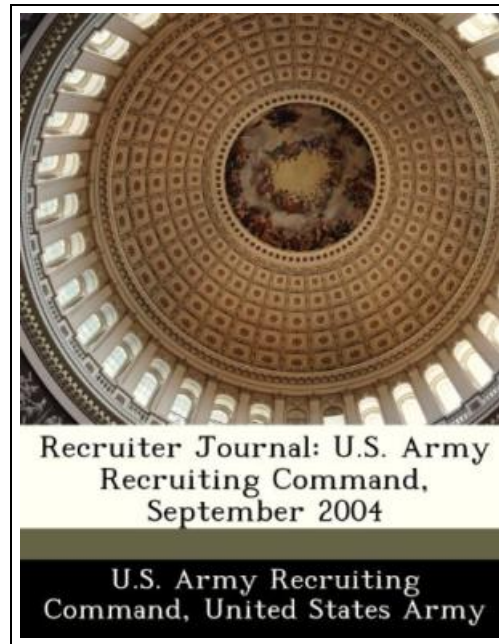 Recruiter Journal: U.S. Army
Recruiting Command,
September 2004
U.S. Army Recruiting
Command, United States Army